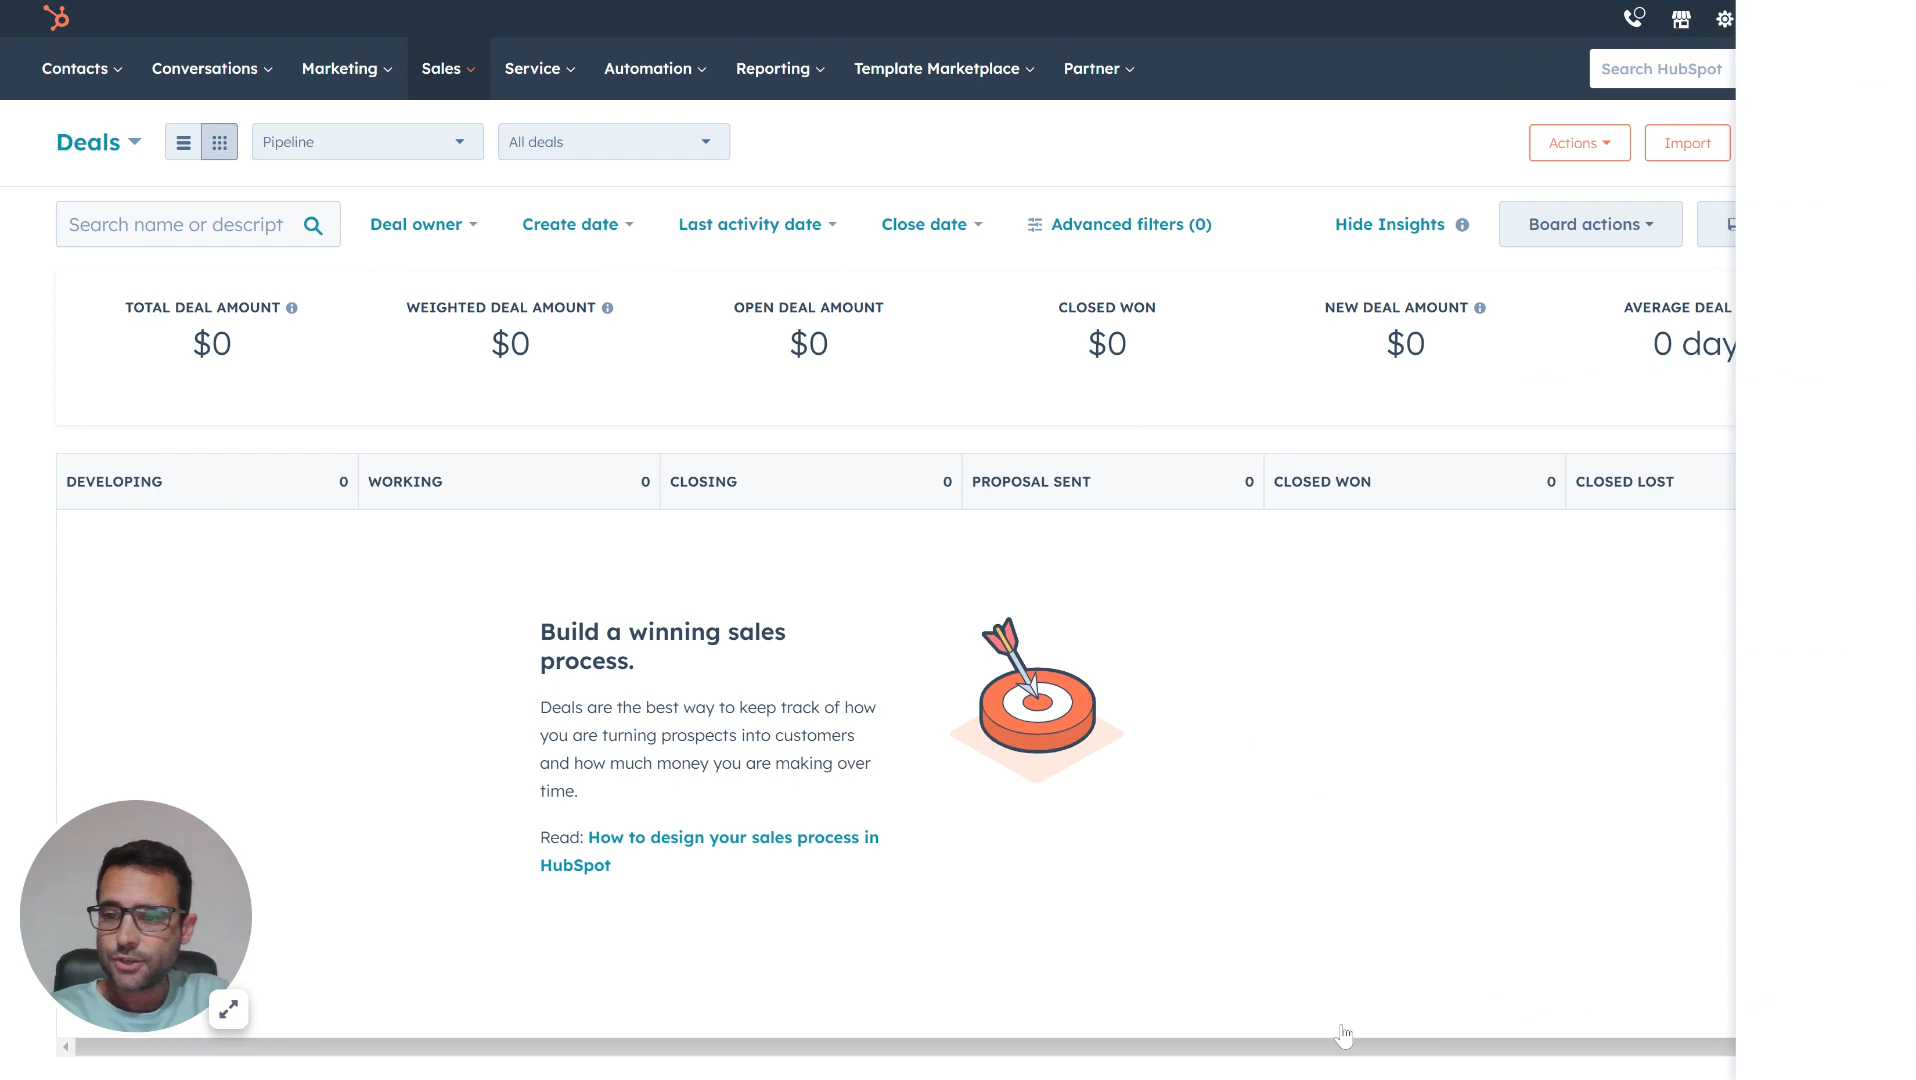 Contacts
Conversations
Marketing
Sales
Service
Automation
Reporting
Template Marketplace
Partner
Search HubSpot
Deals
Pipeline
All deals
Actions
Import
Search name or descript
Deal owner
Create date
Last activity date
Close date
Advanced filters (0)
Hide Insights
Board actions
TOTAL DEAL AMOUNT
$0
WEIGHTED DEAL AMOUNT
$0
OPEN DEAL AMOUNT
$0
CLOSED WON
$0
NEW DEAL AMOUNT
$0
AVERAGE DEAL
0 day
DEVELOPING 0
WORKING 0
CLOSING 0
PROPOSAL SENT 0
CLOSED WON 0
CLOSED LOST
Build a winning sales
process.
Deals are the best way to keep track of how
you are turning prospects into customers
and how much money you are making over
time.
Read: How to design your sales process in
HubSpot